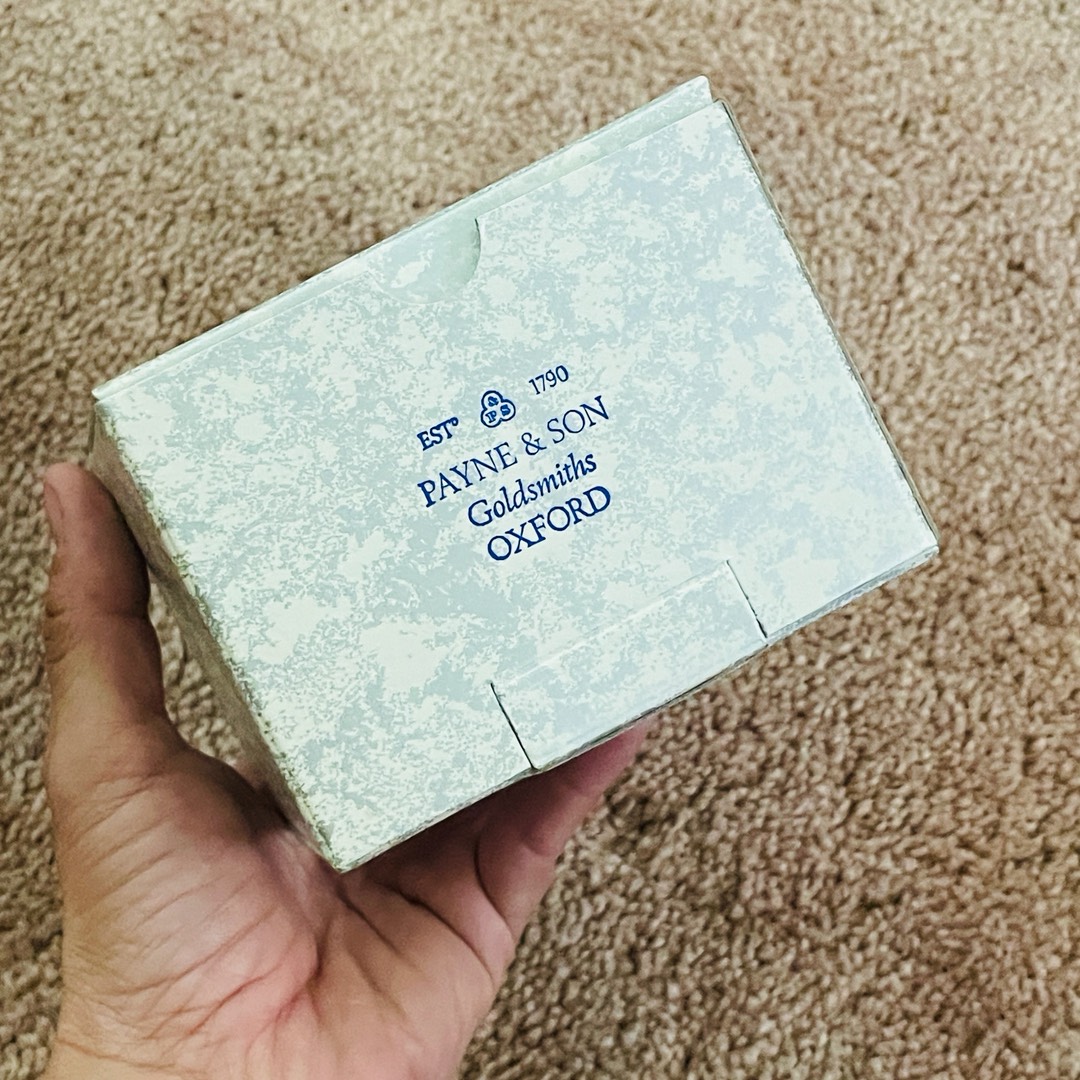 ESTᴰ & P S 1790
PAYNE & SON
Goldsmiths
OXFORD